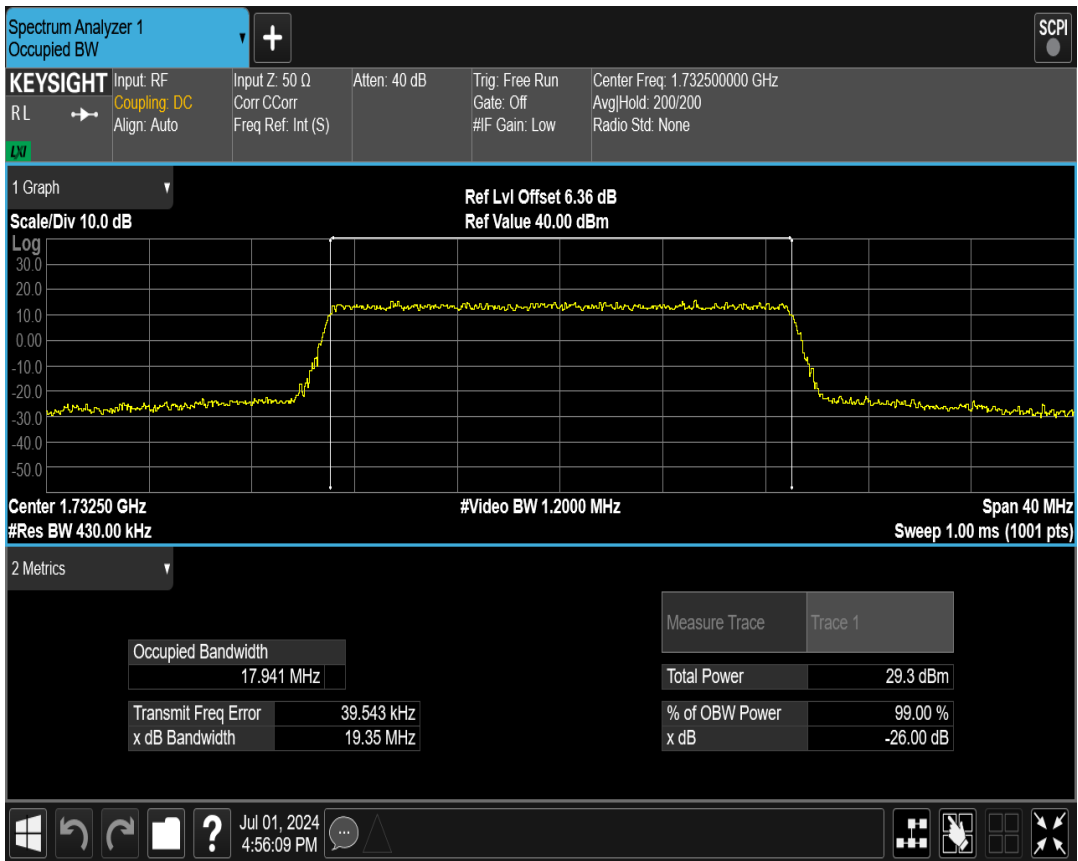 Spectrum Analyzer 1
Occupied BW
+
SCPI
KEYSIGHT
RL
LXI
Input: RF
Coupling: DC
Align: Auto
Input Z: 50 Ω
Corr CCorr
Freq Ref: Int (S)
Atten: 40 dB
Trig: Free Run
Gate: Off
#IF Gain: Low
Center Freq: 1.732500000 GHz
Avg|Hold: 200/200
Radio Std: None
1 Graph
Scale/Div 10.0 dB
Ref Lvl Offset 6.36 dB
Ref Value 40.00 dBm
Log
30.0
20.0
10.0
0.00
-10.0
-20.0
-30.0
-40.0
-50.0
Center 1.73250 GHz
#Video BW 1.2000 MHz
Span 40 MHz
#Res BW 430.00 kHz
Sweep 1.00 ms (1001 pts)
2 Metrics
Measure Trace Trace 1
Occupied Bandwidth
17.941 MHz
Total Power 29.3 dBm
Transmit Freq Error 39.543 kHz
% of OBW Power 99.00 %
x dB Bandwidth 19.35 MHz
x dB -26.00 dB
?
Jul 01, 2024
4:56:09 PM